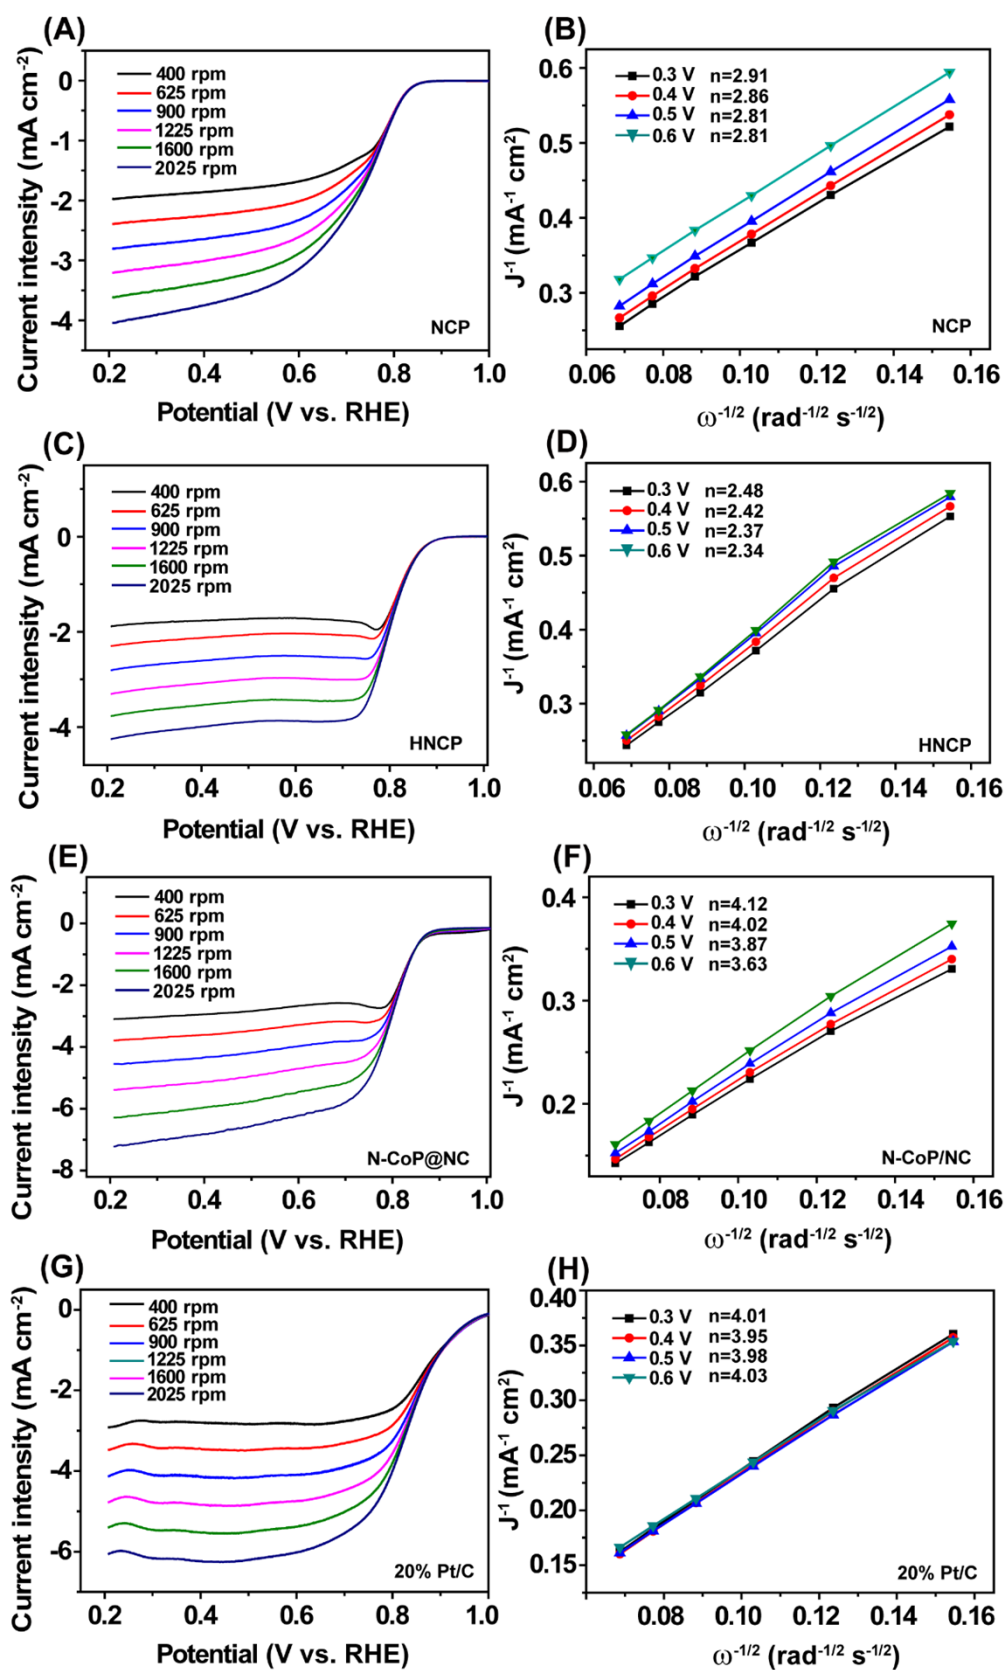 (A)
Current intensity (mA cm⁻²)
400 rpm
625 rpm
900 rpm
1225 rpm
1600 rpm
2025 rpm
0
-1
-2
-3
-4
NCP
0.2 0.4 0.6 0.8 1.0
Potential (V vs. RHE)
(B)
J⁻¹ (mA⁻¹ cm²)
0.3 V n=2.91
0.4 V n=2.86
0.5 V n=2.81
0.6 V n=2.81
0.6
0.5
0.4
0.3
NCP
0.06 0.08 0.10 0.12 0.14 0.16
ω⁻¹/² (rad⁻¹/² s⁻¹/²)
(C)
Current intensity (mA cm⁻²)
400 rpm
625 rpm
900 rpm
1225 rpm
1600 rpm
2025 rpm
0
-2
-4
HNCP
0.2 0.4 0.6 0.8 1.0
Potential (V vs. RHE)
(D)
J⁻¹ (mA⁻¹ cm²)
0.3 V n=2.48
0.4 V n=2.42
0.5 V n=2.37
0.6 V n=2.34
0.6
0.5
0.4
0.3
HNCP
0.06 0.08 0.10 0.12 0.14 0.16
ω⁻¹/² (rad⁻¹/² s⁻¹/²)
(E)
Current intensity (mA cm⁻²)
400 rpm
625 rpm
900 rpm
1225 rpm
1600 rpm
2025 rpm
0
-2
-4
-6
-8
N-CoP@NC
0.2 0.4 0.6 0.8 1.0
Potential (V vs. RHE)
(F)
J⁻¹ (mA⁻¹ cm²)
0.3 V n=4.12
0.4 V n=4.02
0.5 V n=3.87
0.6 V n=3.63
0.4
0.3
0.2
N-CoP/NC
0.08 0.10 0.12 0.14 0.16
ω⁻¹/² (rad⁻¹/² s⁻¹/²)
(G)
Current intensity (mA cm⁻²)
400 rpm
625 rpm
900 rpm
1225 rpm
1600 rpm
2025 rpm
0
-2
-4
-6
20% Pt/C
0.2 0.4 0.6 0.8 1.0
Potential (V vs. RHE)
(H)
J⁻¹ (mA⁻¹ cm²)
0.3 V n=4.01
0.4 V n=3.95
0.5 V n=3.98
0.6 V n=4.03
0.40
0.35
0.30
0.25
0.20
0.15
20% Pt/C
0.08 0.10 0.12 0.14 0.16
ω⁻¹/² (rad⁻¹/² s⁻¹/²)